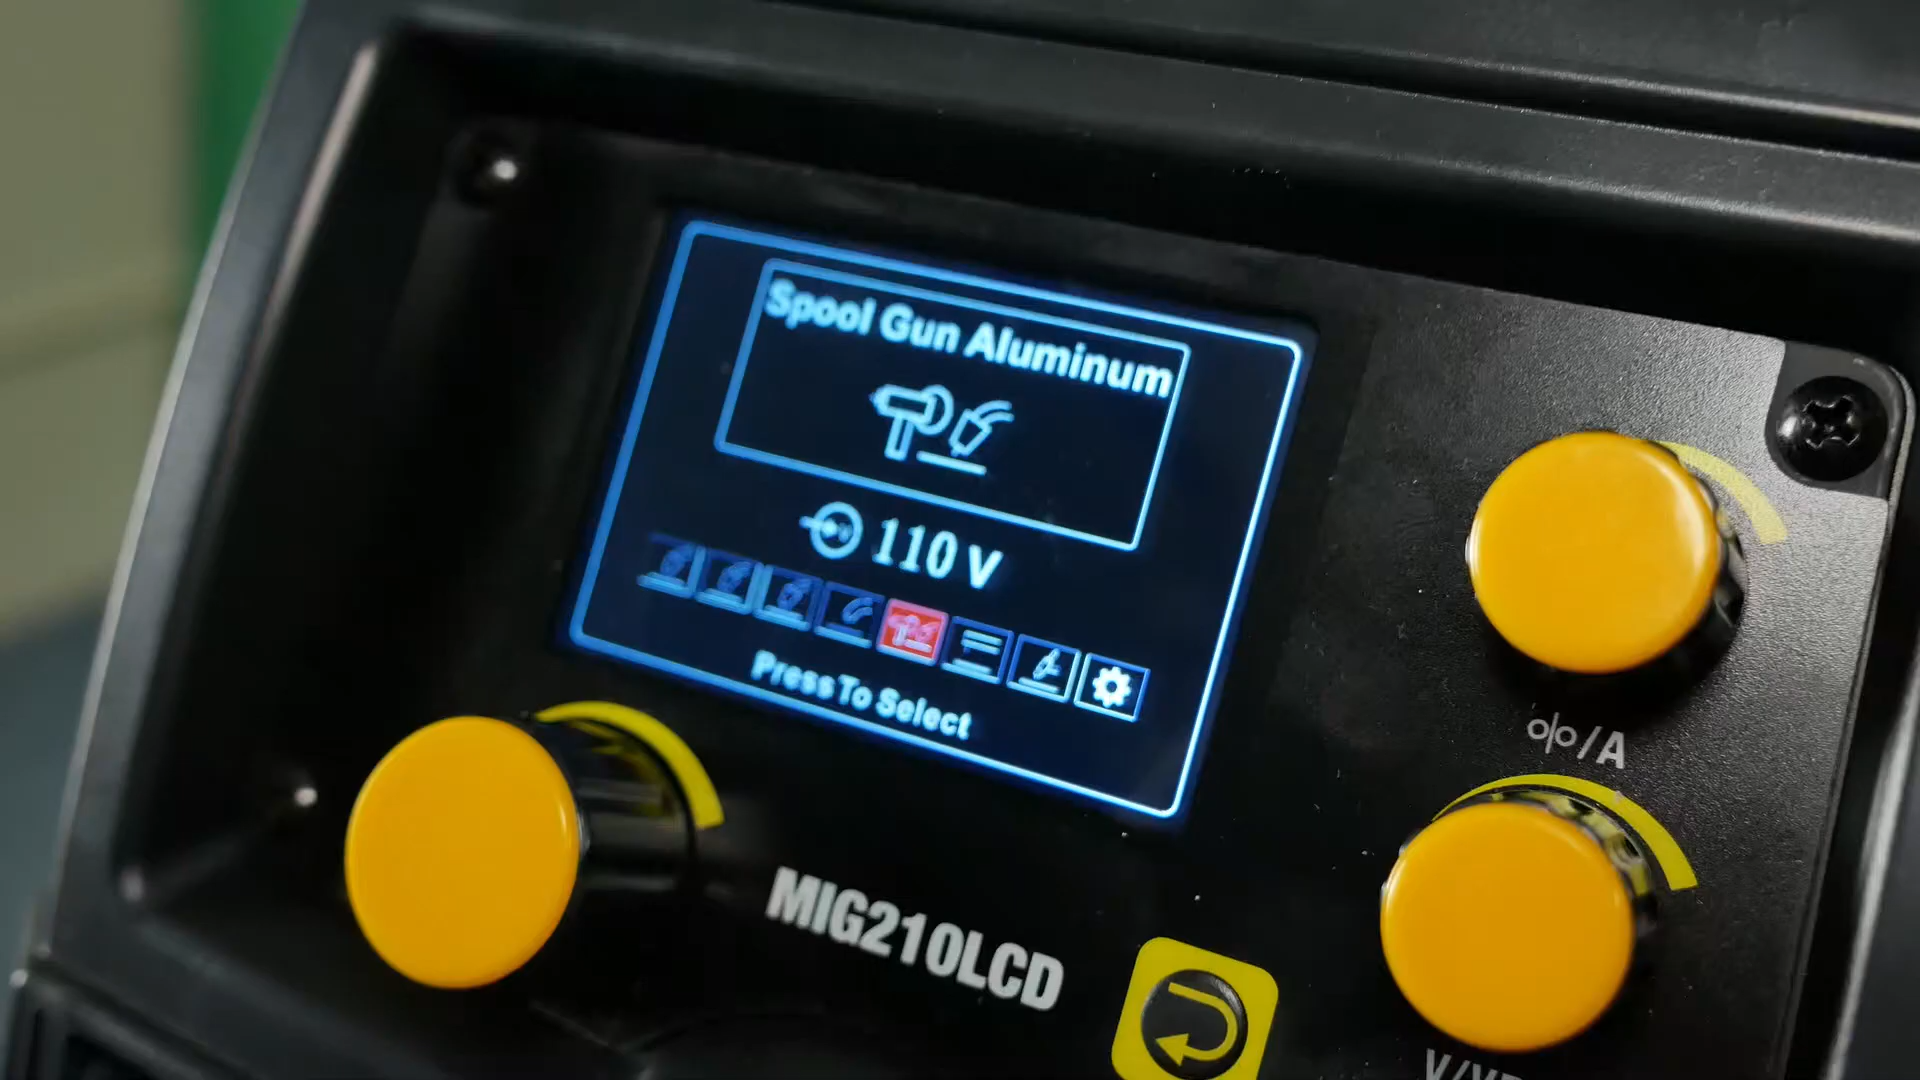 Spool Gun Aluminum
110 V
Press To Select
/A
MIG210LCD